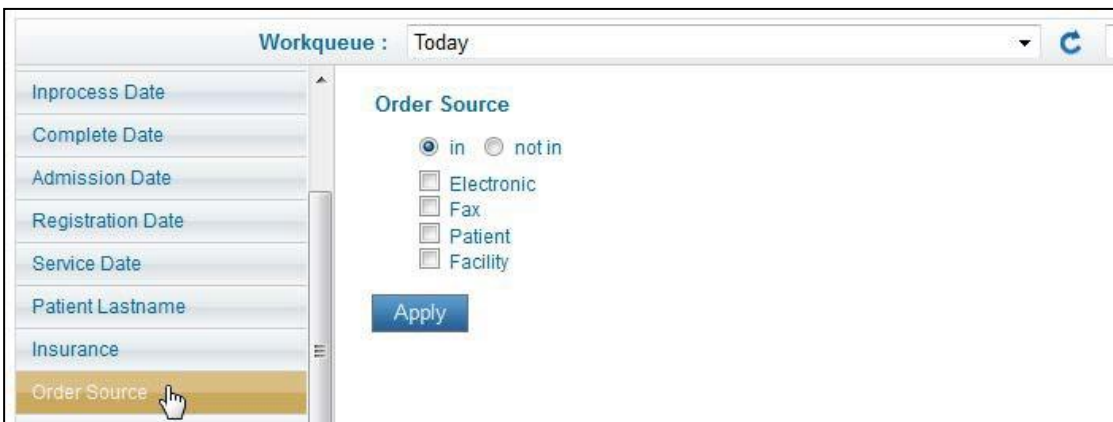 Workqueue : Today
Inprocess Date
Complete Date
Admission Date
Registration Date
Service Date
Patient Lastname
Insurance
Order Source
Order Source
in not in
Electronic
Fax
Patient
Facility
Apply